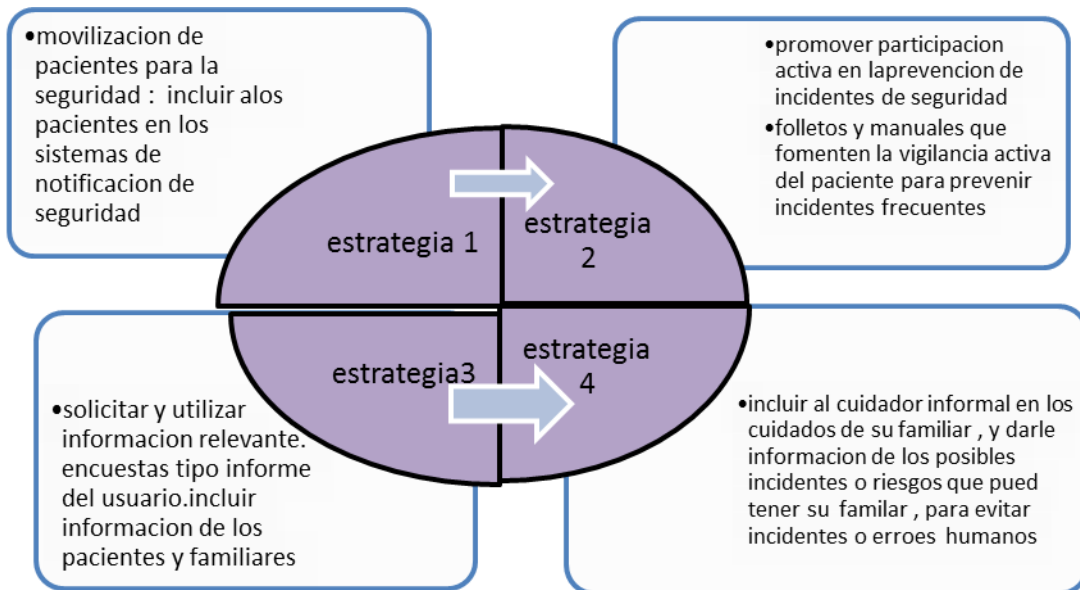 •movilizacion de
pacientes para la
seguridad : incluir alos
pacientes en los
sistemas de
notificacion de
seguridad
•promover participacion
activa en laprevencion de
incidentes de seguridad
•folletos y manuales que
fomenten la vigilancia activa
del paciente para prevenir
incidentes frecuentes
estrategia 1
estrategia
2
estrategia3
estrategia
4
•solicitar y utilizar
informacion relevante.
encuestas tipo informe
del usuario.incluir
informacion de los
pacientes y familiares
•incluir al cuidador informal en los
cuidados de su familiar , y darle
informacion de los posibles
incidentes o riesgos que pued
tener su familar , para evitar
incidentes o erroes humanos